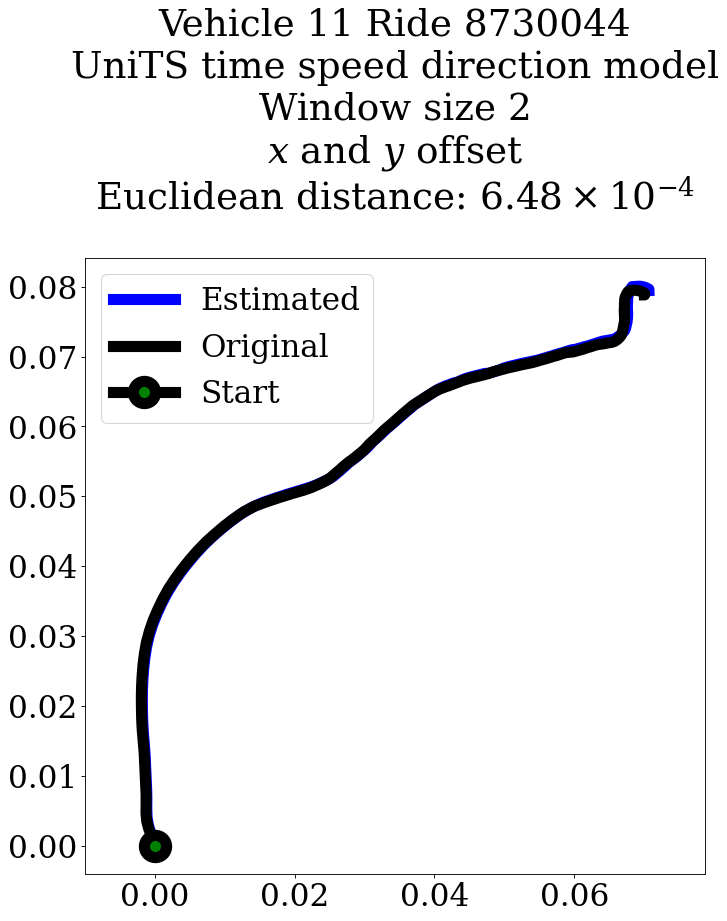 Vehicle 11 Ride 8730044
UniTS time speed direction model
Window size 2
x and y offset
Euclidean distance: 6.48 × 10⁻⁴
Estimated
Original
Start
0.08
0.07
0.06
0.05
0.04
0.03
0.02
0.01
0.00
0.00 0.02 0.04 0.06